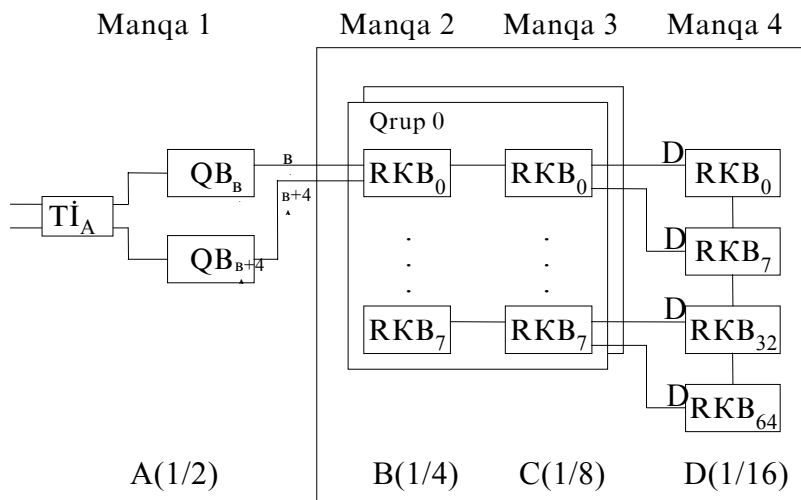 Manqa 1 Manqa 2 Manqa 3 Manqa 4
Qrup 0
TİA
QBB
QBB+4
B
B+4
A
A
RKB0
RKB0
D
RKB0
D
RKB7
RKB7
RKB7
D
RKB32
D
RKB64
A(1/2) B(1/4) C(1/8) D(1/16)